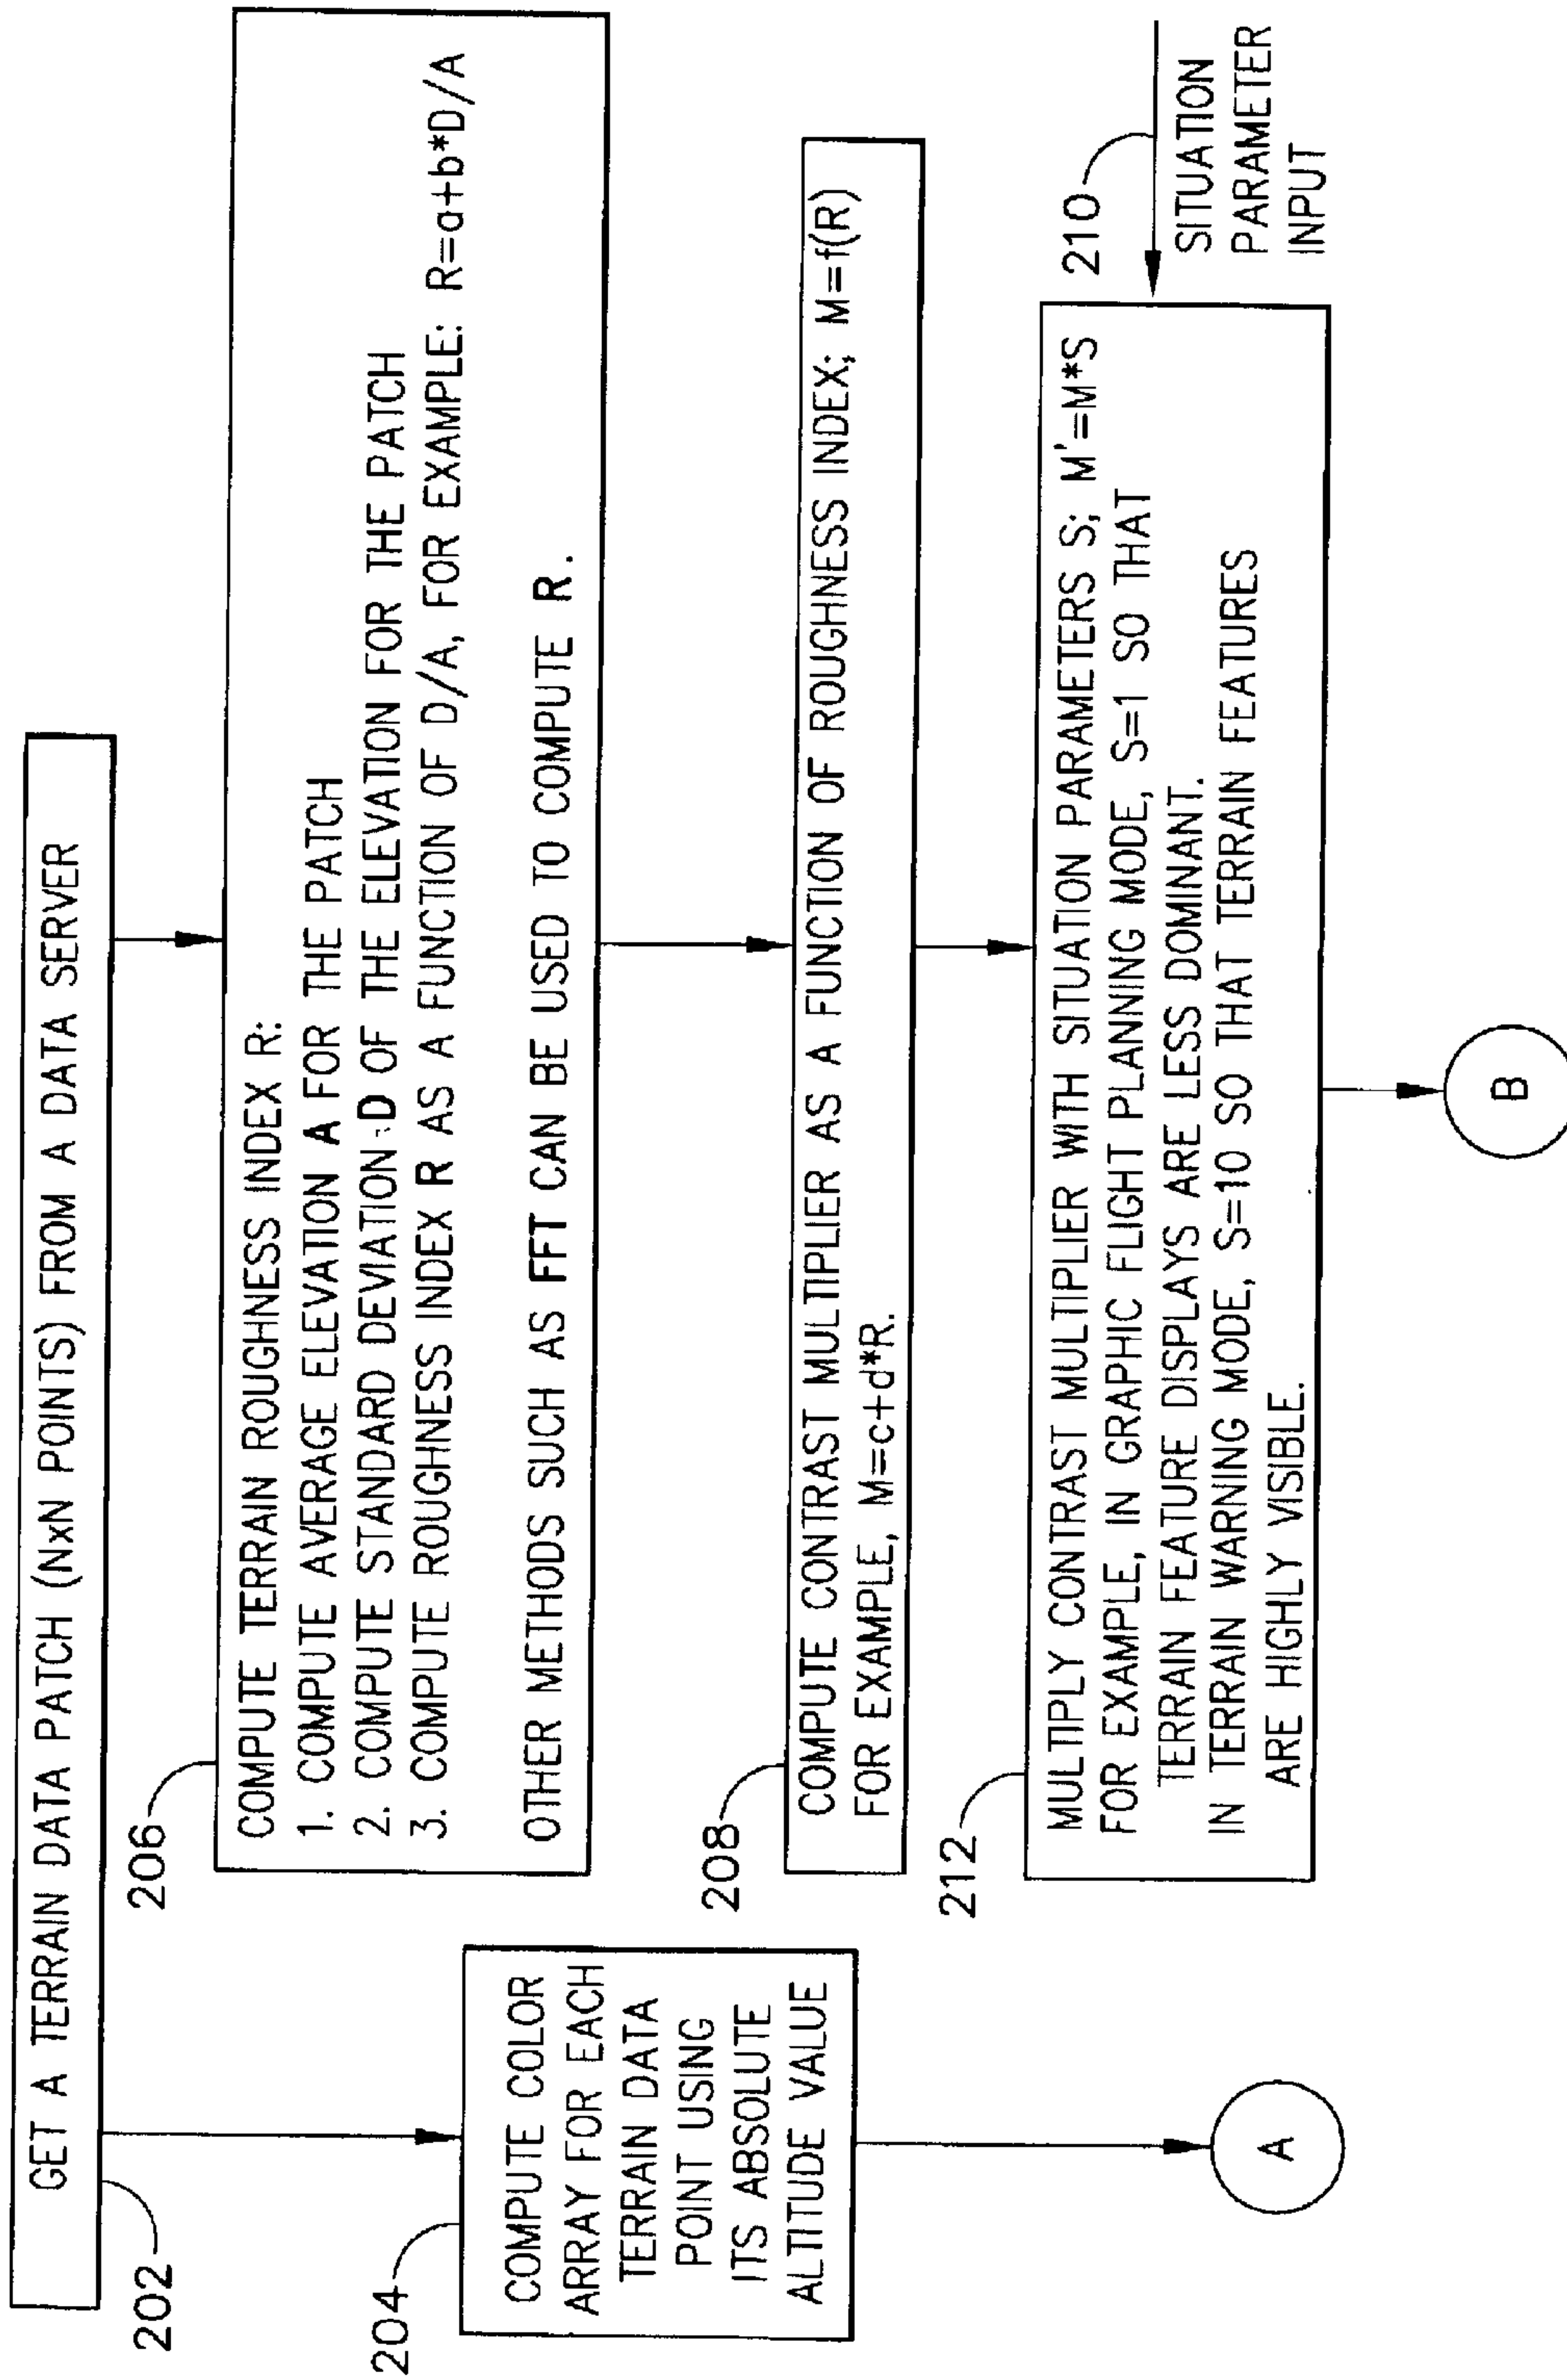 GET A TERRAIN DATA PATCH (NxN POINTS) FROM A DATA SERVER
202
204
COMPUTE COLOR
ARRAY FOR EACH
TERRAIN DATA
POINT USING
ITS ABSOLUTE
ALTITUDE VALUE
A
206
COMPUTE TERRAIN ROUGHNESS INDEX R:
1. COMPUTE AVERAGE ELEVATION A FOR THE PATCH
2. COMPUTE STANDARD DEVIATION D OF THE ELEVATION FOR THE PATCH
3. COMPUTE ROUGHNESS INDEX R AS A FUNCTION OF D/A, FOR EXAMPLE: R=a+b*D/A
OTHER METHODS SUCH AS FFT CAN BE USED TO COMPUTE R.
208
COMPUTE CONTRAST MULTIPLIER AS A FUNCTION OF ROUGHNESS INDEX; M=f(R)
FOR EXAMPLE, M=c+d*R.
212
MULTIPLY CONTRAST MULTIPLIER WITH SITUATION PARAMETERS S; M'=M*S
FOR EXAMPLE, IN GRAPHIC FLIGHT PLANNING MODE, S=1 SO THAT
TERRAIN FEATURE DISPLAYS ARE LESS DOMINANT.
IN TERRAIN WARNING MODE, S=10 SO THAT TERRAIN FEATURES
ARE HIGHLY VISIBLE.
210
SITUATION
PARAMETER
INPUT
B